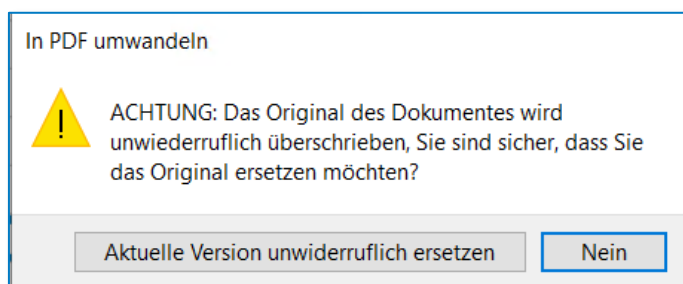 In PDF umwandeln
ACHTUNG: Das Original des Dokumentes wird
unwiederruflich überschrieben, Sie sind sicher, dass Sie
das Original ersetzen möchten?
Aktuelle Version unwiderruflich ersetzen
Nein